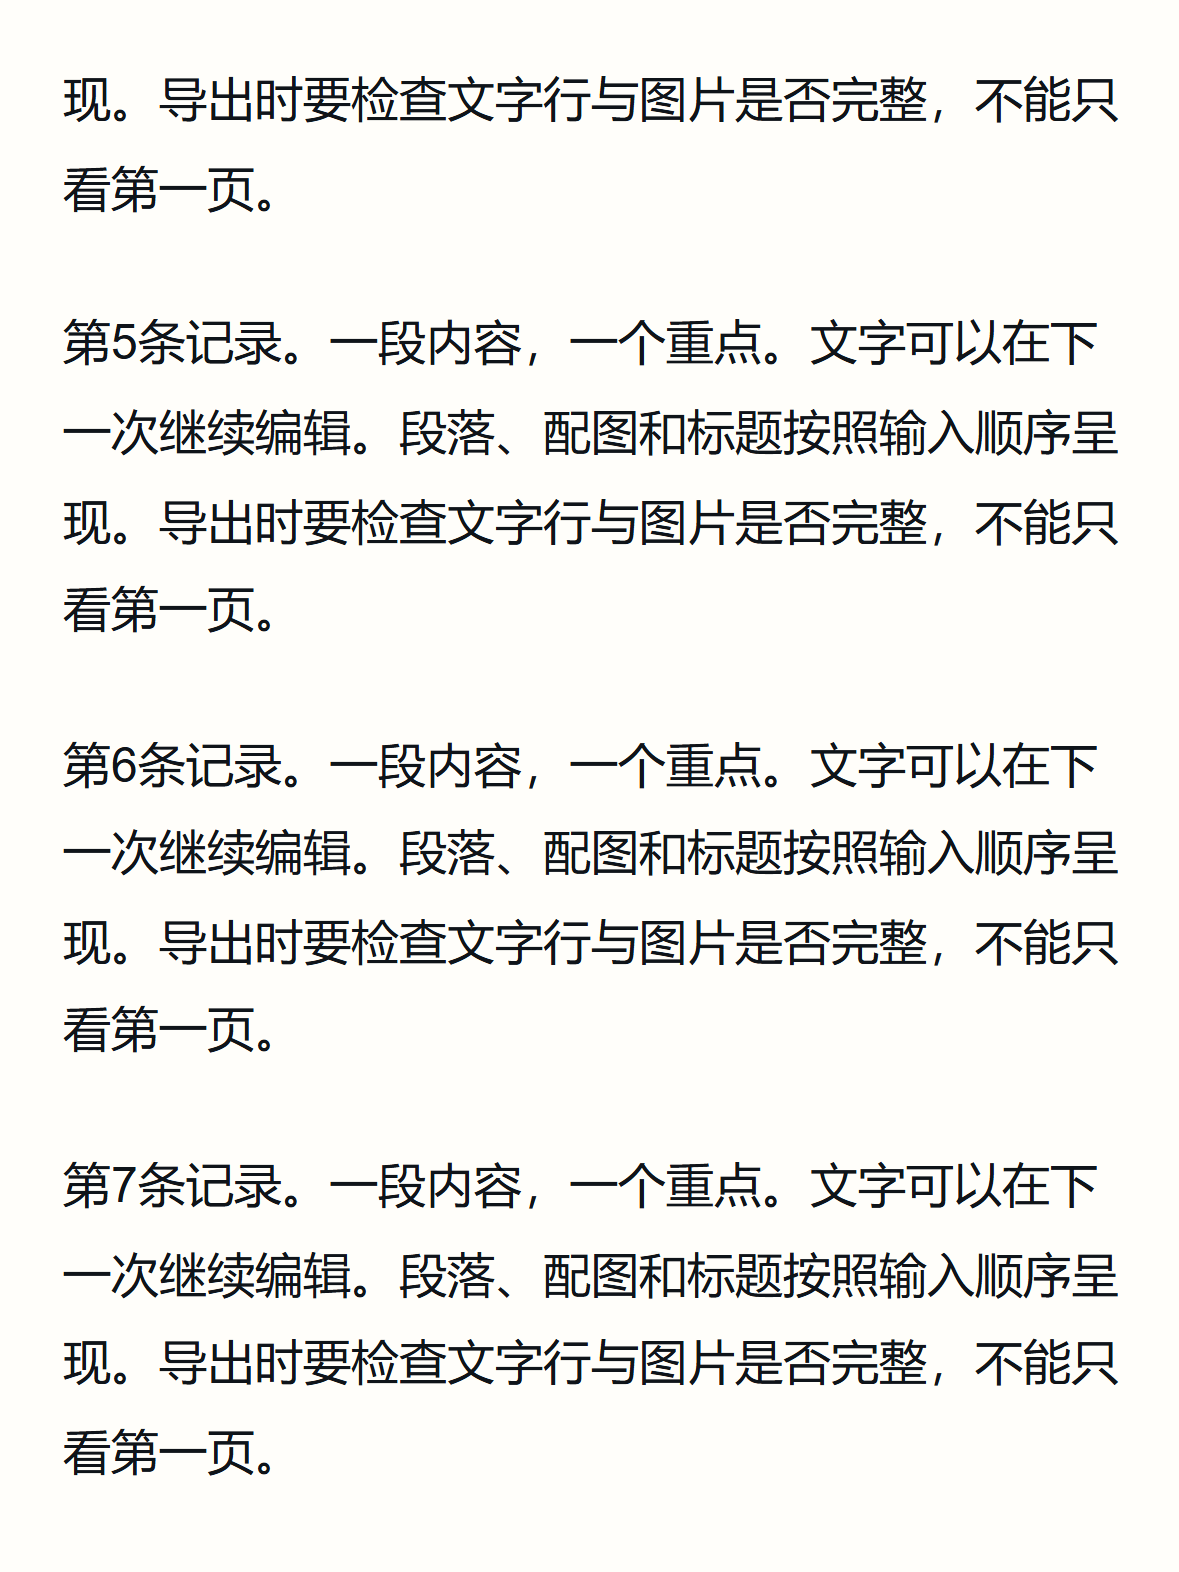 现。导出时要检查文字行与图片是否完整，不能只
看第一页。
第5条记录。一段内容，一个重点。文字可以在下
一次继续编辑。段落、配图和标题按照输入顺序呈
现。导出时要检查文字行与图片是否完整，不能只
看第一页。
第6条记录。一段内容，一个重点。文字可以在下
一次继续编辑。段落、配图和标题按照输入顺序呈
现。导出时要检查文字行与图片是否完整，不能只
看第一页。
第7条记录。一段内容，一个重点。文字可以在下
一次继续编辑。段落、配图和标题按照输入顺序呈
现。导出时要检查文字行与图片是否完整，不能只
看第一页。